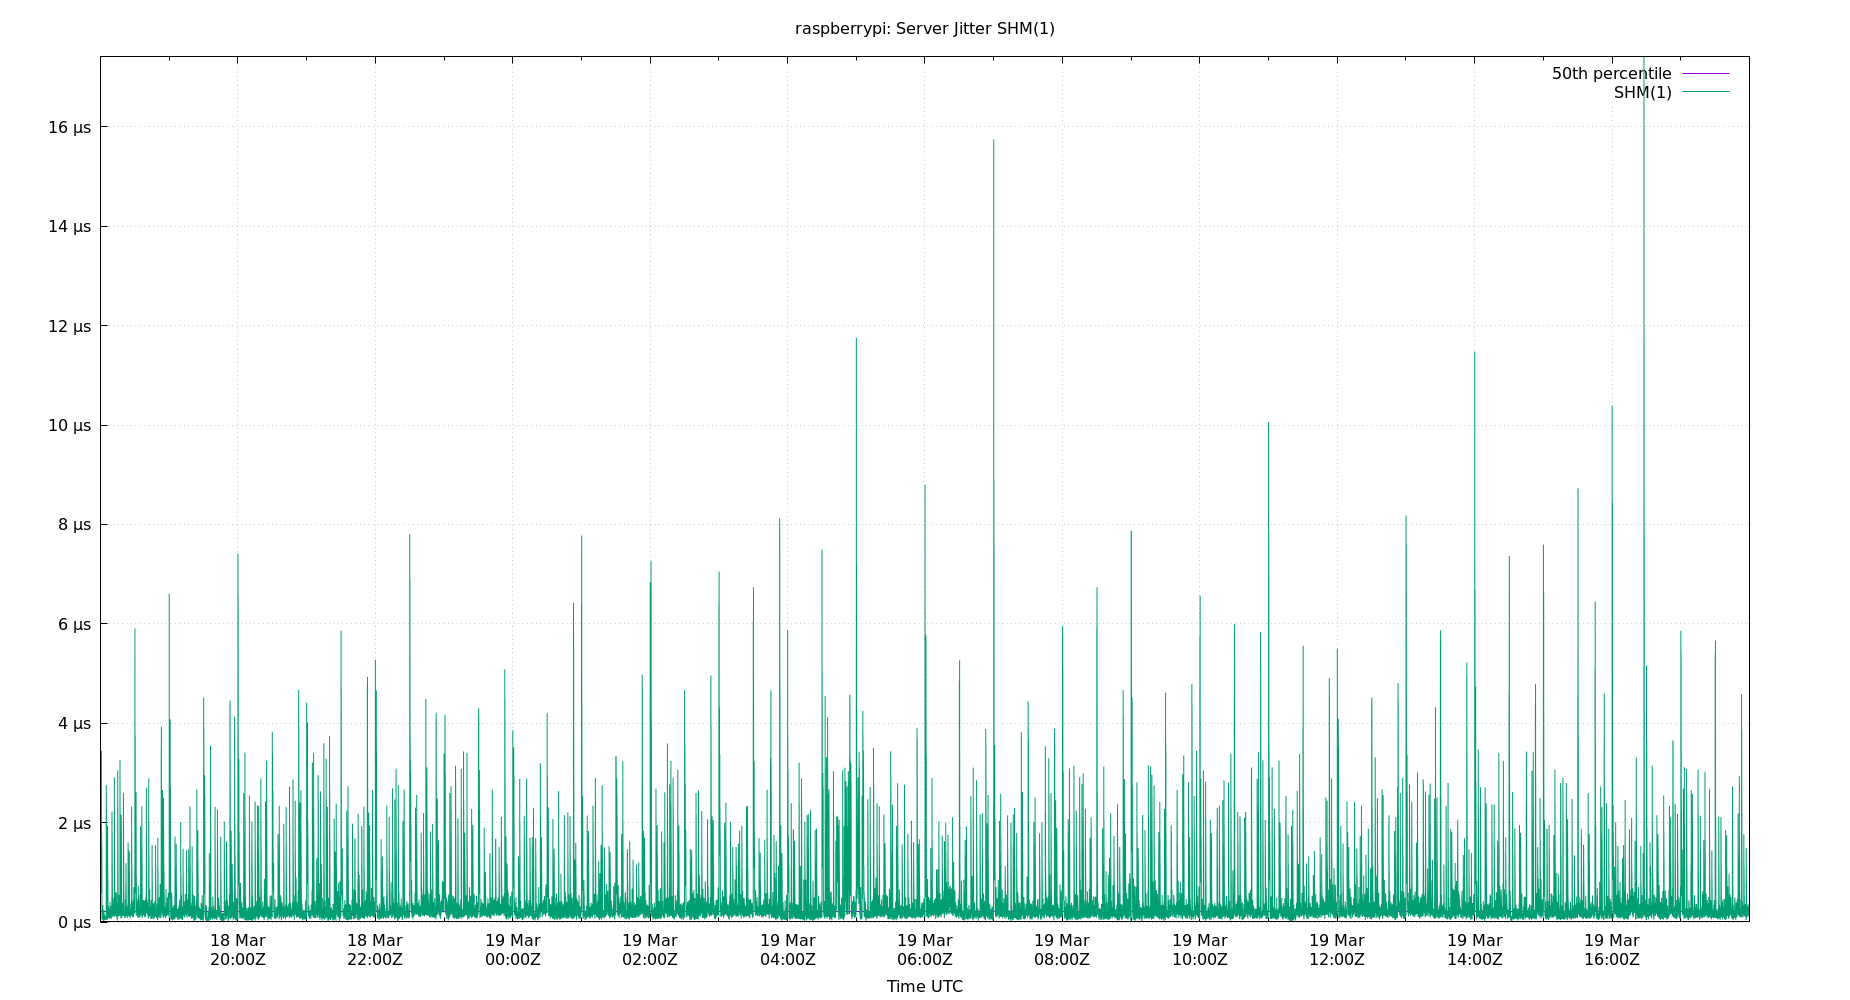 raspberrypi: Server Jitter SHM(1)
50th percentile
SHM(1)
16 µs
14 µs
12 µs
10 µs
8 µs
6 µs
4 µs
2 µs
0 µs
18 Mar 18 Mar 19 Mar 19 Mar 19 Mar 19 Mar 19 Mar 19 Mar 19 Mar 19 Mar 19 Mar
20:00Z 22:00Z 00:00Z 02:00Z 04:00Z 06:00Z 08:00Z 10:00Z 12:00Z 14:00Z 16:00Z
Time UTC